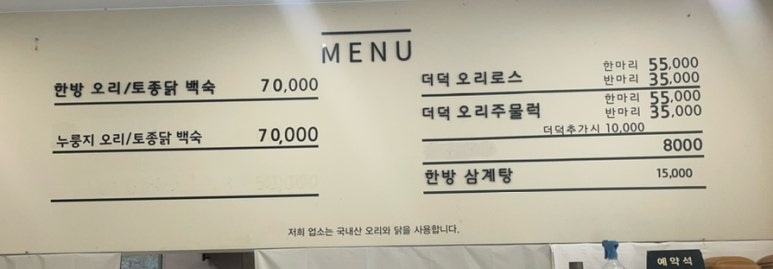 MENU
한방 오리/토종닭 백숙 70,000
누룽지 오리/토종닭 백숙 70,000
더덕 오리로스 한마리 55,000
반마리 35,000
더덕 오리주물럭 한마리 55,000
반마리 35,000
더덕추가시 10,000
8000
한방 삼계탕 15,000
저희 업소는 국내산 오리와 닭을 사용합니다.
예약석